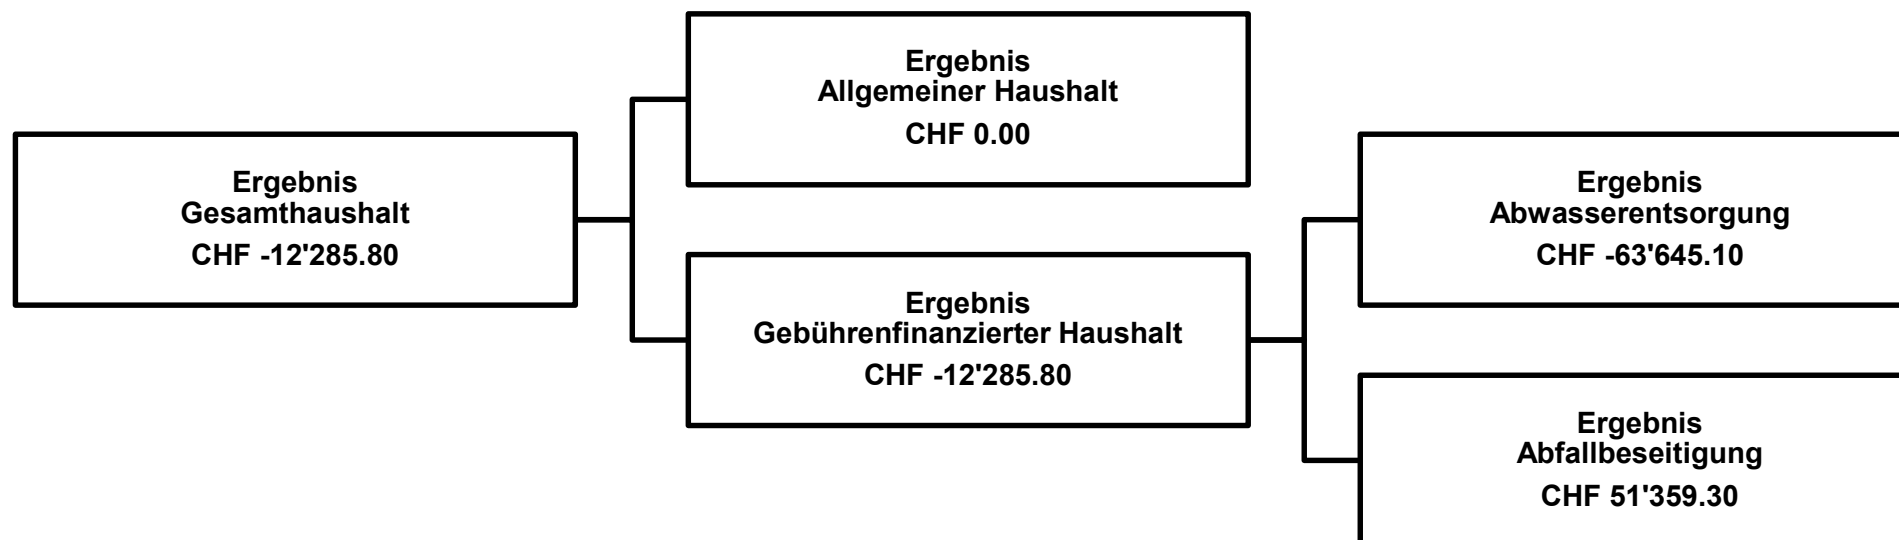 Ergebnis
Gesamthaushalt
CHF -12'285.80
Ergebnis
Allgemeiner Haushalt
CHF 0.00
Ergebnis
Gebührenfinanzierter Haushalt
CHF -12'285.80
Ergebnis
Abwasserentsorgung
CHF -63'645.10
Ergebnis
Abfallbeseitigung
CHF 51'359.30